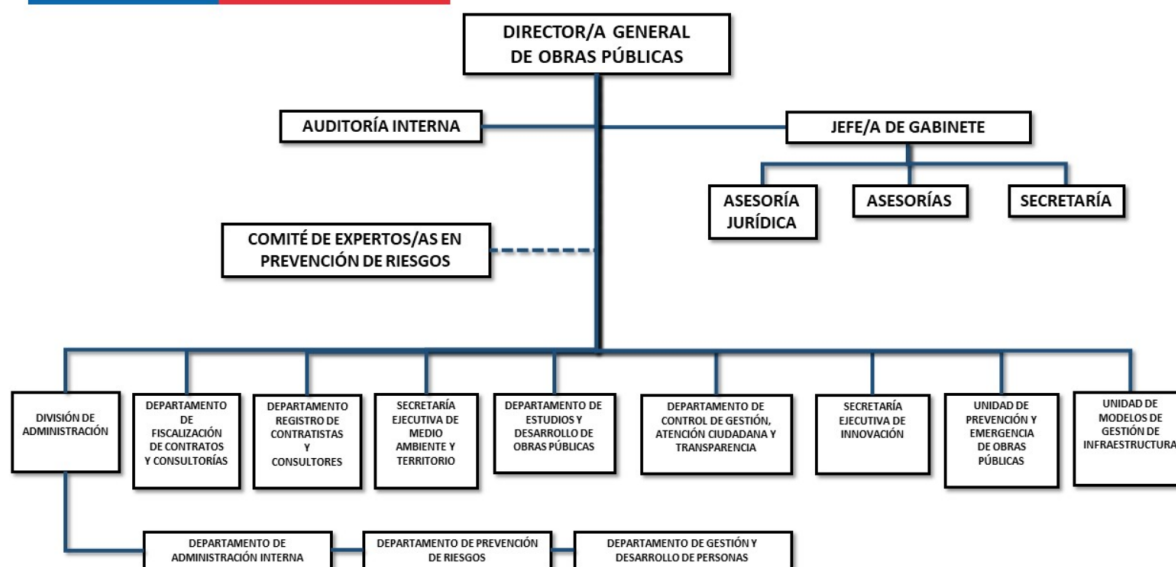 DIRECTOR/A GENERAL
DE OBRAS PÚBLICAS
AUDITORÍA INTERNA
JEFE/A DE GABINETE
ASESORÍA
JURÍDICA
ASESORÍAS
SECRETARÍA
COMITÉ DE EXPERTOS/AS EN
PREVENCIÓN DE RIESGOS
DIVISIÓN DE
ADMINISTRACIÓN
DEPARTAMENTO
DE
FISCALIZACIÓN
DE CONTRATOS
Y CONSULTORÍAS
DEPARTAMENTO
REGISTRO DE
CONTRATISTAS
Y
CONSULTORES
SECRETARÍA
EJECUTIVA DE
MEDIO
AMBIENTE Y
TERRITORIO
DEPARTAMENTO DE
ESTUDIOS Y
DESARROLLO DE
OBRAS PÚBLICAS
DEPARTAMENTO DE
CONTROL DE GESTIÓN,
ATENCIÓN CIUDADANA Y
TRANSPARENCIA
SECRETARÍA
EJECUTIVA DE
INNOVACIÓN
UNIDAD DE
PREVENCIÓN Y
EMERGENCIA
DE OBRAS
PÚBLICAS
UNIDAD DE
MODELOS DE
GESTIÓN DE
INFRAESTRUCTURA
DEPARTAMENTO DE
ADMINISTRACIÓN INTERNA
DEPARTAMENTO DE PREVENCIÓN
DE RIESGOS
DEPARTAMENTO DE GESTIÓN Y
DESARROLLO DE PERSONAS